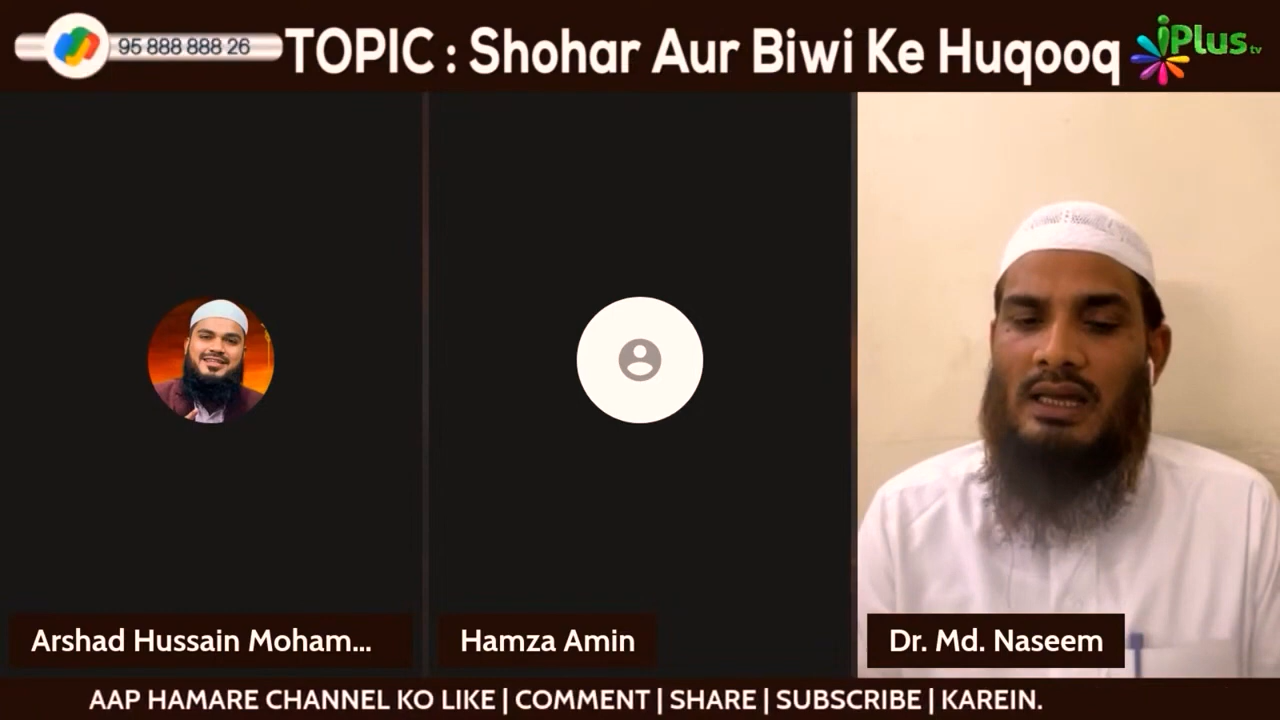 95 888 888 26
TOPIC : Shohar Aur Biwi Ke Huqooq
iPlus tv
Arshad Hussain Moham...
Hamza Amin
Dr. Md. Naseem
AAP HAMARE CHANNEL KO LIKE | COMMENT | SHARE | SUBSCRIBE | KAREIN.